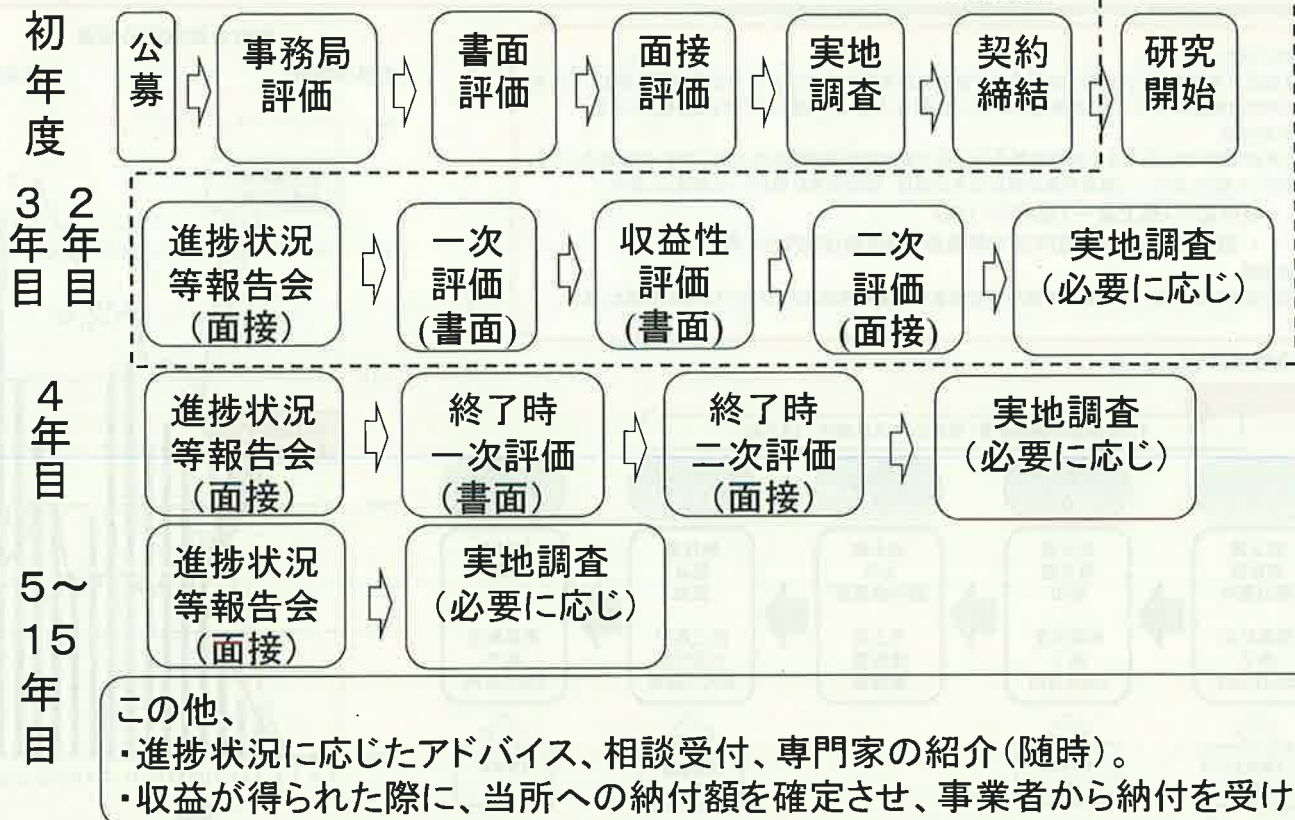 初年度
公募
事務局
評価
書面
評価
面接
評価
実地
調査
契約
締結
研究
開始
2年目
3年目
進捗状況
等報告会
(面接)
一次
評価
(書面)
収益性
評価
(書面)
二次
評価
(面接)
実地調査
(必要に応じ)
4年目
進捗状況
等報告会
(面接)
終了時
一次評価
(書面)
終了時
二次評価
(面接)
実地調査
(必要に応じ)
5～15年目
進捗状況
等報告会
(面接)
実地調査
(必要に応じ)
この他、
・進捗状況に応じたアドバイス、相談受付、専門家の紹介(随時)。
・収益が得られた際に、当所への納付額を確定させ、事業者から納付を受け